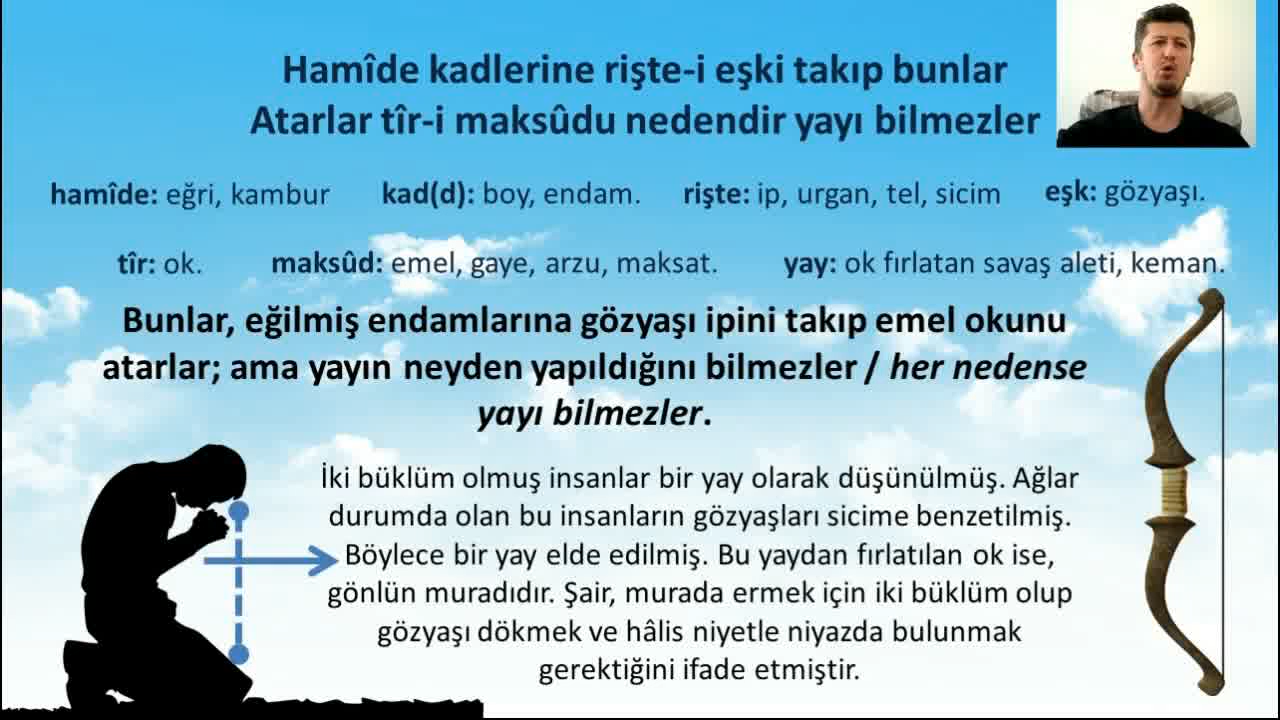 Hamîde kadlerine rişte-i eşki takıp bunlar
Atarlar tîr-i maksûdu nedendir yayı bilmezler
hamîde: eğri, kambur kad(d): boy, endam. rişte: ip, urgan, tel, sicim eşk: gözyaşı.
tîr: ok. maksûd: emel, gaye, arzu, maksat. yay: ok fırlatan savaş aleti, keman.
Bunlar, eğilmiş endamlarına gözyaşı ipini takıp emel okunu
atarlar; ama yayın neyden yapıldığını bilmezler / her nedense
yayı bilmezler.
İki büklüm olmuş insanlar bir yay olarak düşünülmüş. Ağlar
durumda olan bu insanların gözyaşları sicime benzetilmiş.
Böylece bir yay elde edilmiş. Bu yaydan fırlatılan ok ise,
gönlün muradıdır. Şair, murada ermek için iki büklüm olup
gözyaşı dökmek ve hâlis niyetle niyazda bulunmak
gerektiğini ifade etmiştir.